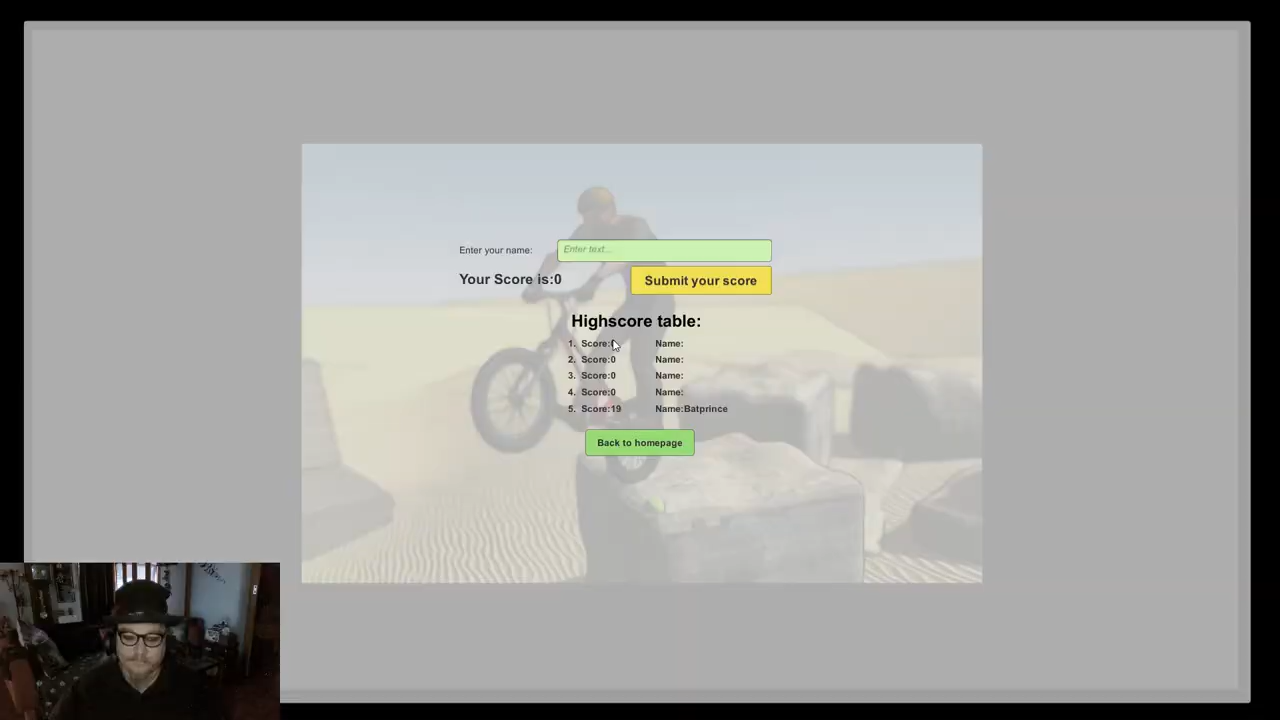 Enter your name: Enter text...
Your Score is:0 Submit your score
Highscore table:
1. Score: Name:
2. Score:0 Name:
3. Score:0 Name:
4. Score:0 Name:
5. Score:19 Name:Batprince
Back to homepage